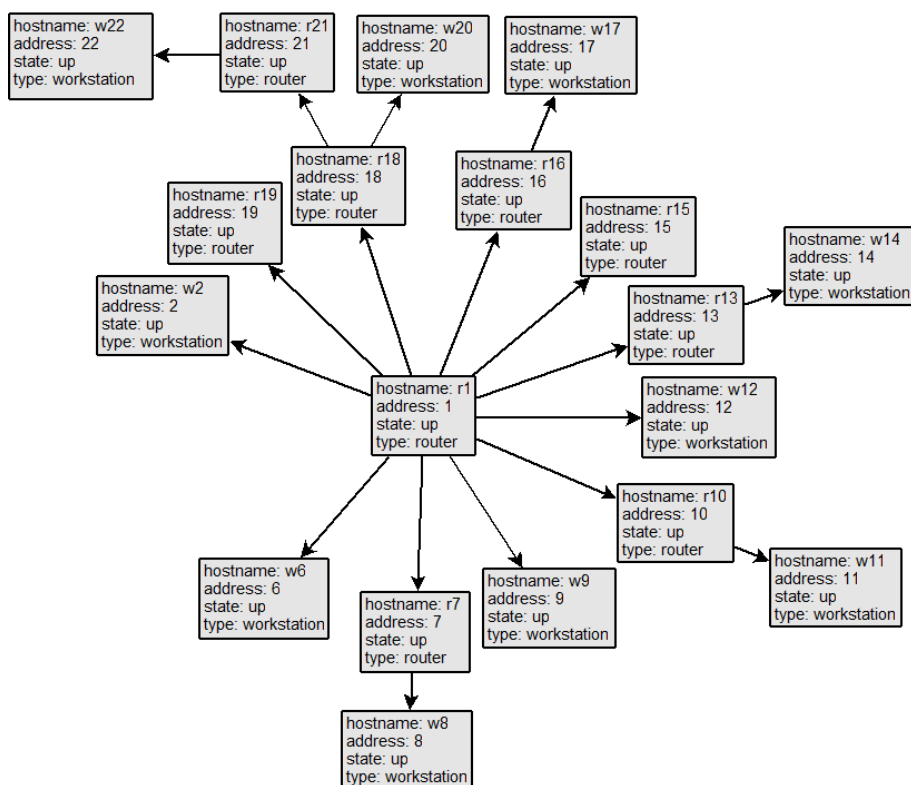 hostname: w22
address: 22
state: up
type: workstation
hostname: r21
address: 21
state: up
type: router
hostname: w20
address: 20
state: up
type: workstation
hostname: w17
address: 17
state: up
type: workstation
hostname: r18
address: 18
state: up
type: router
hostname: r16
address: 16
state: up
type: router
hostname: r19
address: 19
state: up
type: router
hostname: r15
address: 15
state: up
type: router
hostname: w14
address: 14
state: up
type: workstation
hostname: w2
address: 2
state: up
type: workstation
hostname: r13
address: 13
state: up
type: router
hostname: r1
address: 1
state: up
type: router
hostname: w12
address: 12
state: up
type: workstation
hostname: r10
address: 10
state: up
type: router
hostname: w11
address: 11
state: up
type: workstation
hostname: w6
address: 6
state: up
type: workstation
hostname: w9
address: 9
state: up
type: workstation
hostname: r7
address: 7
state: up
type: router
hostname: w8
address: 8
state: up
type: workstation